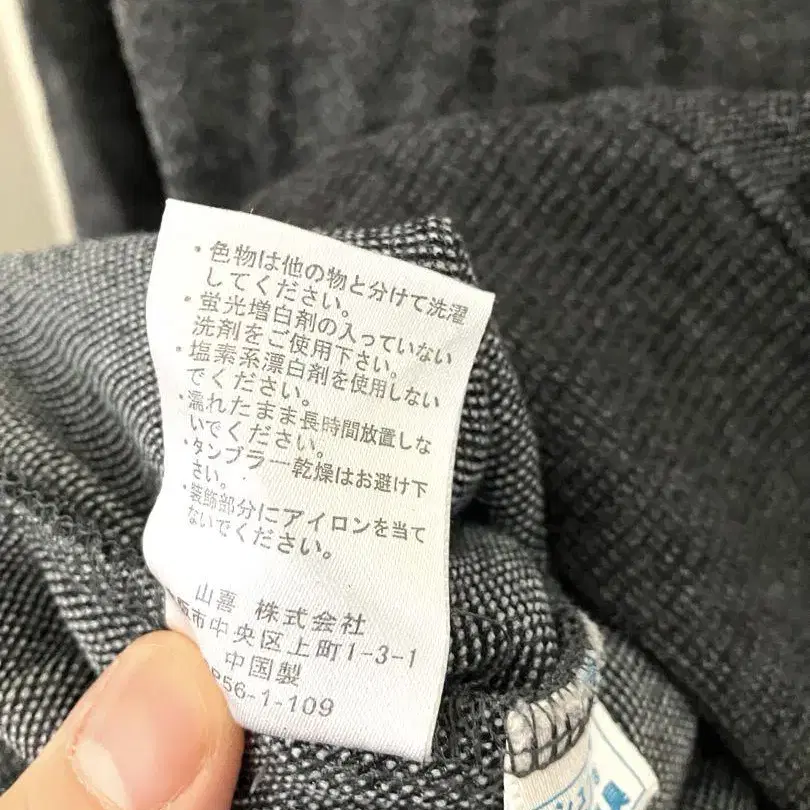 ・色物は他の物と分けて洗濯
してください。
・蛍光増白剤の入っていない
洗剤をご使用下さい。
・塩素系漂白剤を使用しない
でください。
・濡れたまま長時間放置しな
いでください。
・タンブラー乾燥はお避け下
さい。
・装飾部分にアイロンを当て
ないでください。
山喜 株式会社
阪市中央区上町1-3-1
中国製
P56-1-109